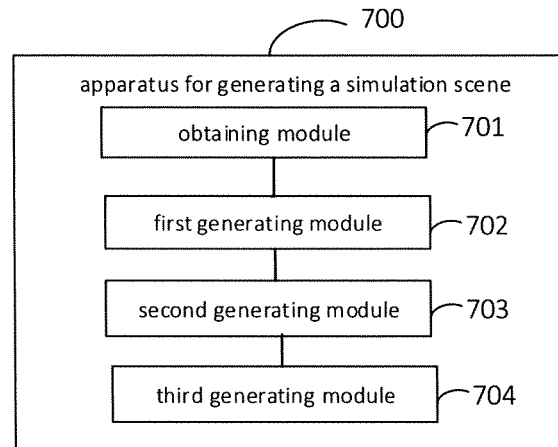 700
apparatus for generating a simulation scene
obtaining module
701
first generating module
702
second generating module
703
third generating module
704